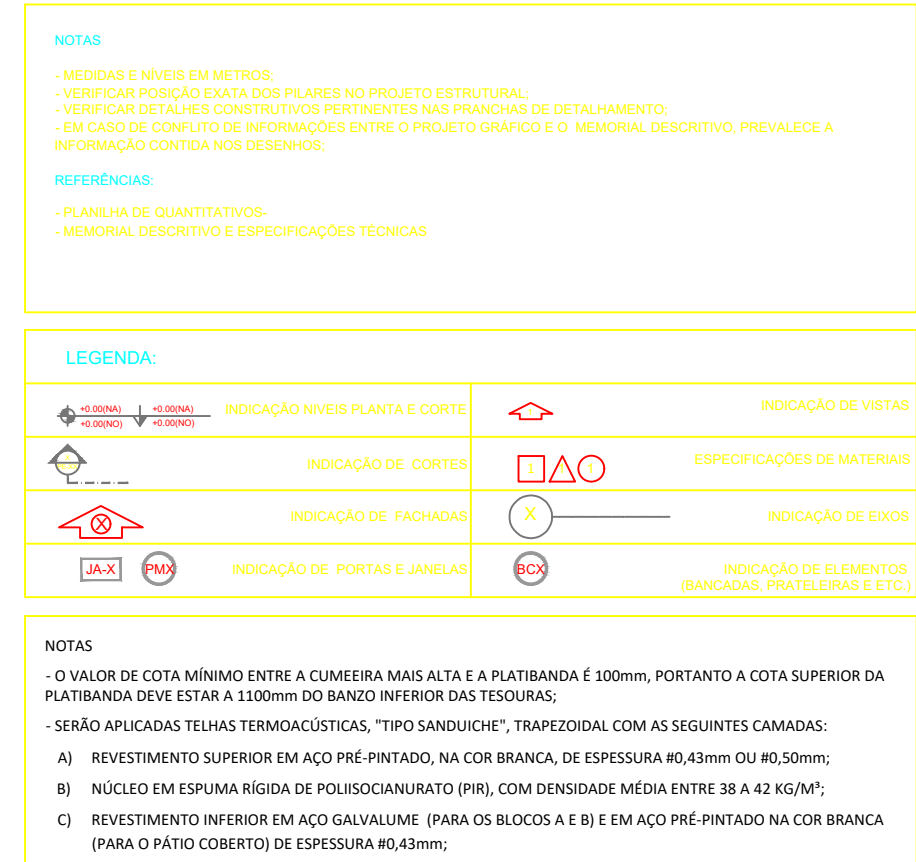 NOTAS
- MEDIDAS E NÍVEIS EM METROS;
- VERIFICAR POSIÇÃO EXATA DOS PILARES NO PROJETO ESTRUTURAL;
- VERIFICAR DETALHES CONSTRUTIVOS PERTINENTES NAS PRANCHAS DE DETALHAMENTO;
- EM CASO DE CONFLITO DE INFORMAÇÕES ENTRE O PROJETO GRÁFICO E O MEMORIAL DESCRITIVO, PREVALECE A
INFORMAÇÃO CONTIDA NOS DESENHOS;
REFERÊNCIAS:
- PLANILHA DE QUANTITATIVOS-
- MEMORIAL DESCRITIVO E ESPECIFICAÇÕES TÉCNICAS
LEGENDA:
+0.00(NA) +0.00(NA)
+0.00(NO) +0.00(NO)
INDICAÇÃO NIVEIS PLANTA E CORTE
1
INDICAÇÃO DE VISTAS
INDICAÇÃO DE CORTES
1 1 1
ESPECIFICAÇÕES DE MATERIAIS
X
INDICAÇÃO DE FACHADAS
X
INDICAÇÃO DE EIXOS
JA-X PMX
INDICAÇÃO DE PORTAS E JANELAS
BCX
INDICAÇÃO DE ELEMENTOS
(BANCADAS, PRATELEIRAS E ETC.)
NOTAS
- O VALOR DE COTA MÍNIMO ENTRE A CUMEEIRA MAIS ALTA E A PLATIBANDA É 100mm, PORTANTO A COTA SUPERIOR DA
PLATIBANDA DEVE ESTAR A 1100mm DO BANZO INFERIOR DAS TESOURAS;
- SERÃO APLICADAS TELHAS TERMOACÚSTICAS, "TIPO SANDUICHE", TRAPEZOIDAL COM AS SEGUINTES CAMADAS:
A) REVESTIMENTO SUPERIOR EM AÇO PRÉ-PINTADO, NA COR BRANCA, DE ESPESSURA #0,43mm OU #0,50mm;
B) NÚCLEO EM ESPUMA RÍGIDA DE POLIISOCIANURATO (PIR), COM DENSIDADE MÉDIA ENTRE 38 A 42 KG/M³;
C) REVESTIMENTO INFERIOR EM AÇO GALVALUME (PARA OS BLOCOS A E B) E EM AÇO PRÉ-PINTADO NA COR BRANCA
(PARA O PÁTIO COBERTO) DE ESPESSURA #0,43mm;